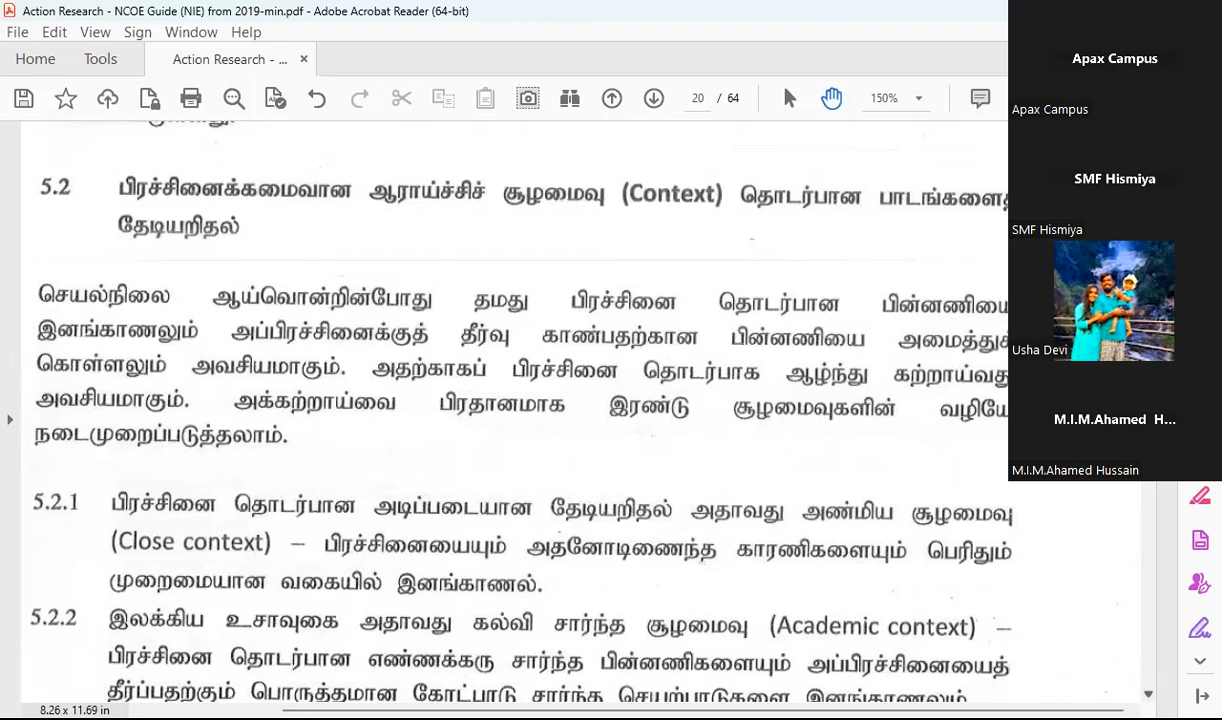 Action Research - NCOE Guide (NIE) from 2019-min.pdf - Adobe Acrobat Reader (64-bit)
File Edit View Sign Window Help
Home Tools Action Research - ... ×
20 / 64 150%
5.2 பிரச்சினைக்கமைவான ஆராய்ச்சிச் சூழமைவு (Context) தொடர்பான பாடங்களைத்
தேடியறிதல்
செயல்நிலை ஆய்வொன்றின்போது தமது பிரச்சினை தொடர்பான பின்னணியை
இனங்காணலும் அப்பிரச்சினைக்குத் தீர்வு காண்பதற்கான பின்னணியை அமைத்துக்
கொள்ளலும் அவசியமாகும். அதற்காகப் பிரச்சினை தொடர்பாக ஆழ்ந்து கற்றாய்வது
அவசியமாகும். அக்கற்றாய்வை பிரதானமாக இரண்டு சூழமைவுகளின் வழியே
நடைமுறைப்படுத்தலாம்.
5.2.1 பிரச்சினை தொடர்பான அடிப்படையான தேடியறிதல் அதாவது அண்மிய சூழமைவு
(Close context) – பிரச்சினையையும் அதனோடிணைந்த காரணிகளையும் பெரிதும்
முறைமையான வகையில் இனங்காணல்.
5.2.2 இலக்கிய உசாவுகை அதாவது கல்வி சார்ந்த சூழமைவு (Academic context) –
பிரச்சினை தொடர்பான எண்ணக்கரு சார்ந்த பின்னணிகளையும் அப்பிரச்சினையைத்
தீர்ப்பதற்கும் பொருத்தமான கோட்பாடு சார்ந்த செயற்பாடுகளை இனங்காணலும்
8.26 x 11.69 in
Apax Campus
Apax Campus
SMF Hismiya
SMF Hismiya
Usha Devi
M.I.M.Ahamed H...
M.I.M.Ahamed Hussain